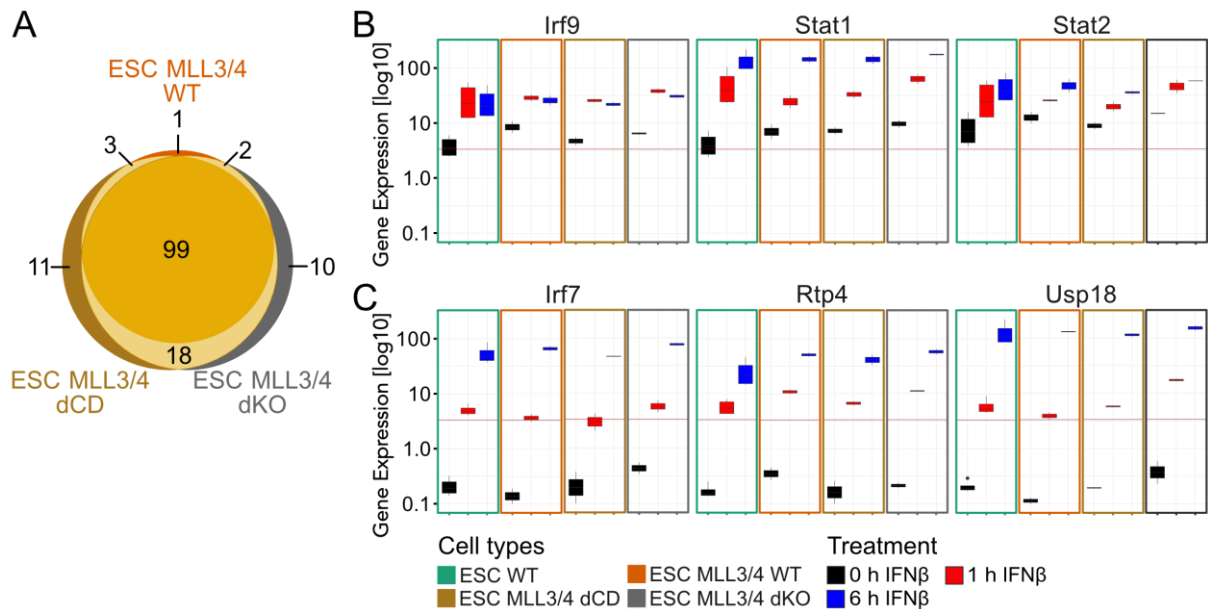 A
ESC MLL3/4
WT
1
3
2
99
11
10
18
ESC MLL3/4
dCD
ESC MLL3/4
dKO
B
Irf9
Stat1
Stat2
Gene Expression [log10]
100
10
1.0
0.1
C
Irf7
Rtp4
Usp18
Gene Expression [log10]
100
10
1.0
0.1
Cell types
ESC WT
ESC MLL3/4 WT
ESC MLL3/4 dCD
ESC MLL3/4 dKO
Treatment
0 h IFNβ
1 h IFNβ
6 h IFNβ